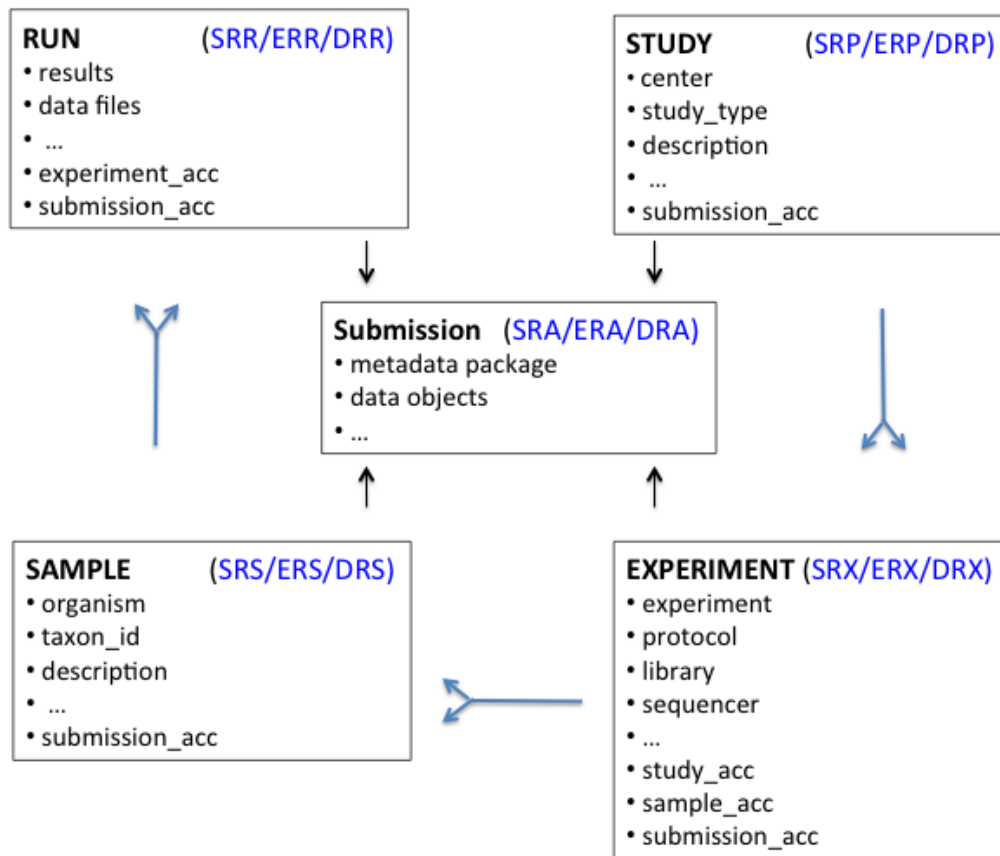 RUN (SRR/ERR/DRR)
• results
• data files
• ...
• experiment_acc
• submission_acc
STUDY (SRP/ERP/DRP)
• center
• study_type
• description
• ...
• submission_acc
Submission (SRA/ERA/DRA)
• metadata package
• data objects
• ...
SAMPLE (SRS/ERS/DRS)
• organism
• taxon_id
• description
• ...
• submission_acc
EXPERIMENT (SRX/ERX/DRX)
• experiment
• protocol
• library
• sequencer
• ...
• study_acc
• sample_acc
• submission_acc